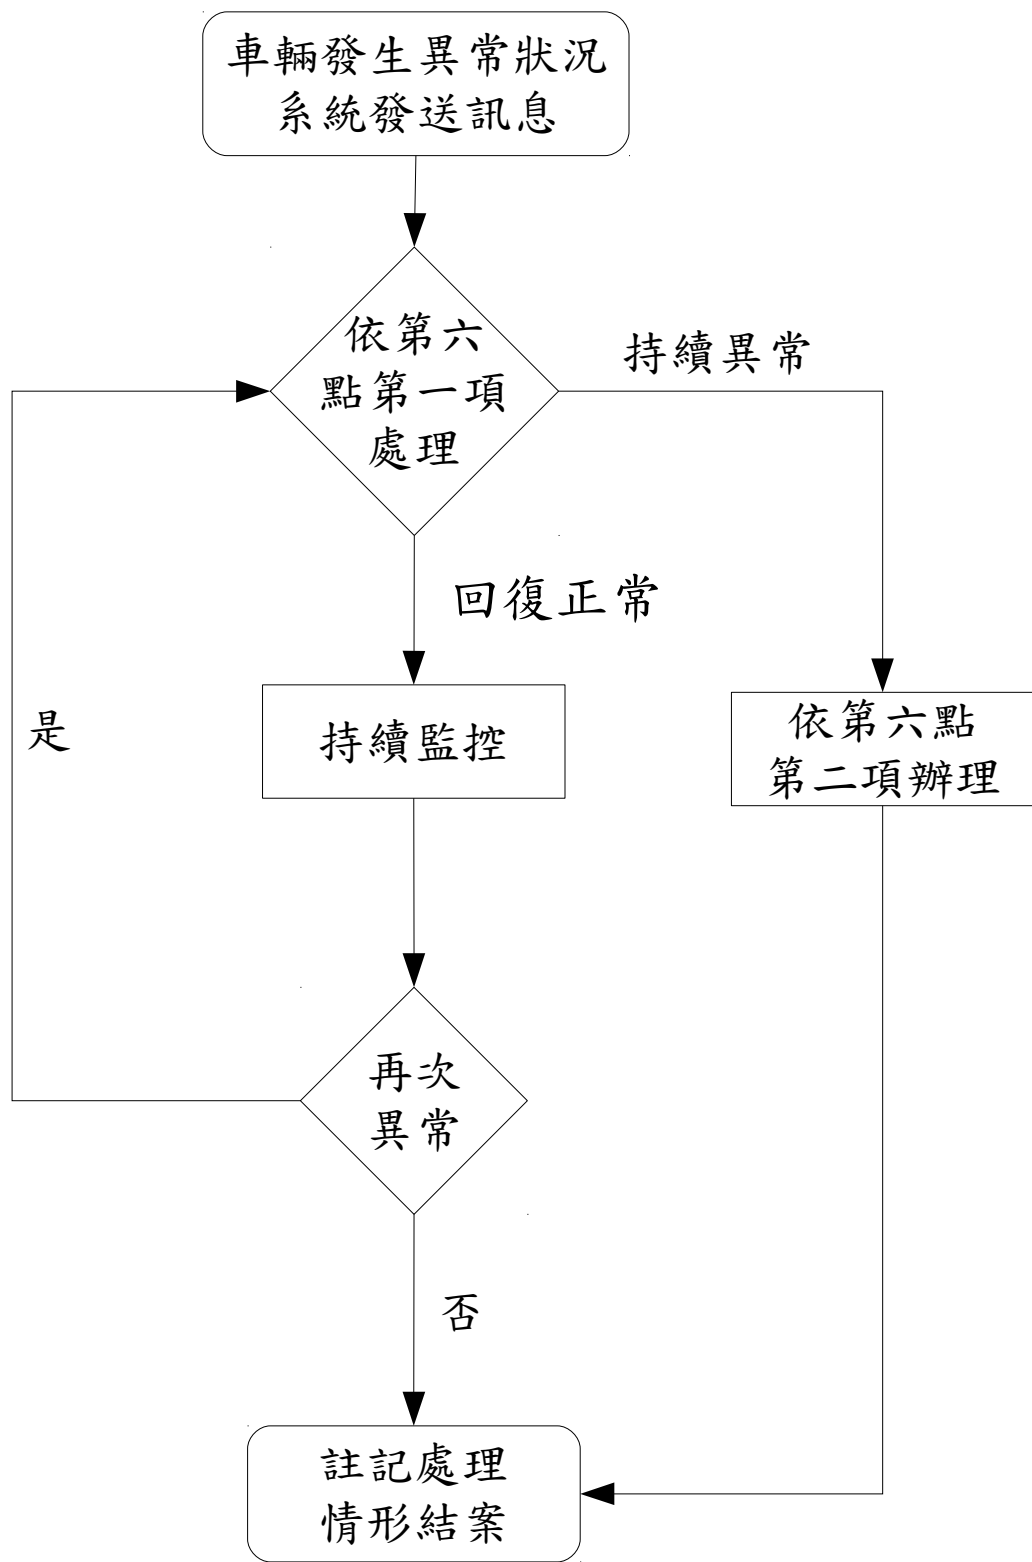 車輛發生異常狀況
系統發送訊息
依第六
點第一項
處理
持續異常
回復正常
是
持續監控
依第六點
第二項辦理
再次
異常
否
註記處理
情形結案